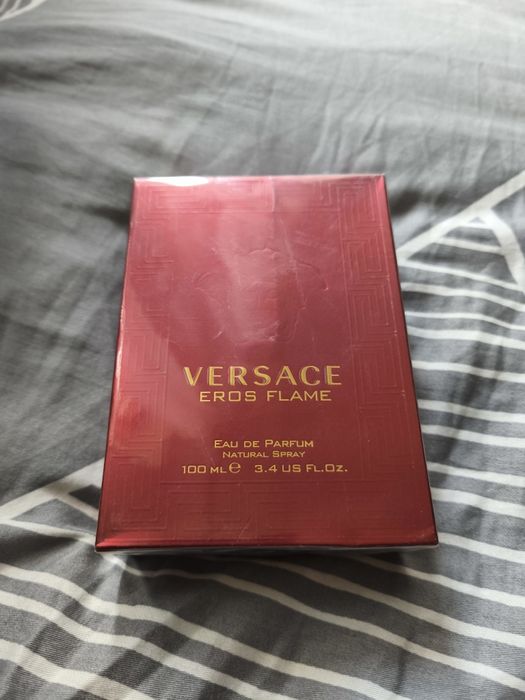 VERSACE
EROS FLAME
EAU DE PARFUM
NATURAL SPRAY
100 ML ℮ 3.4 US FL.OZ.